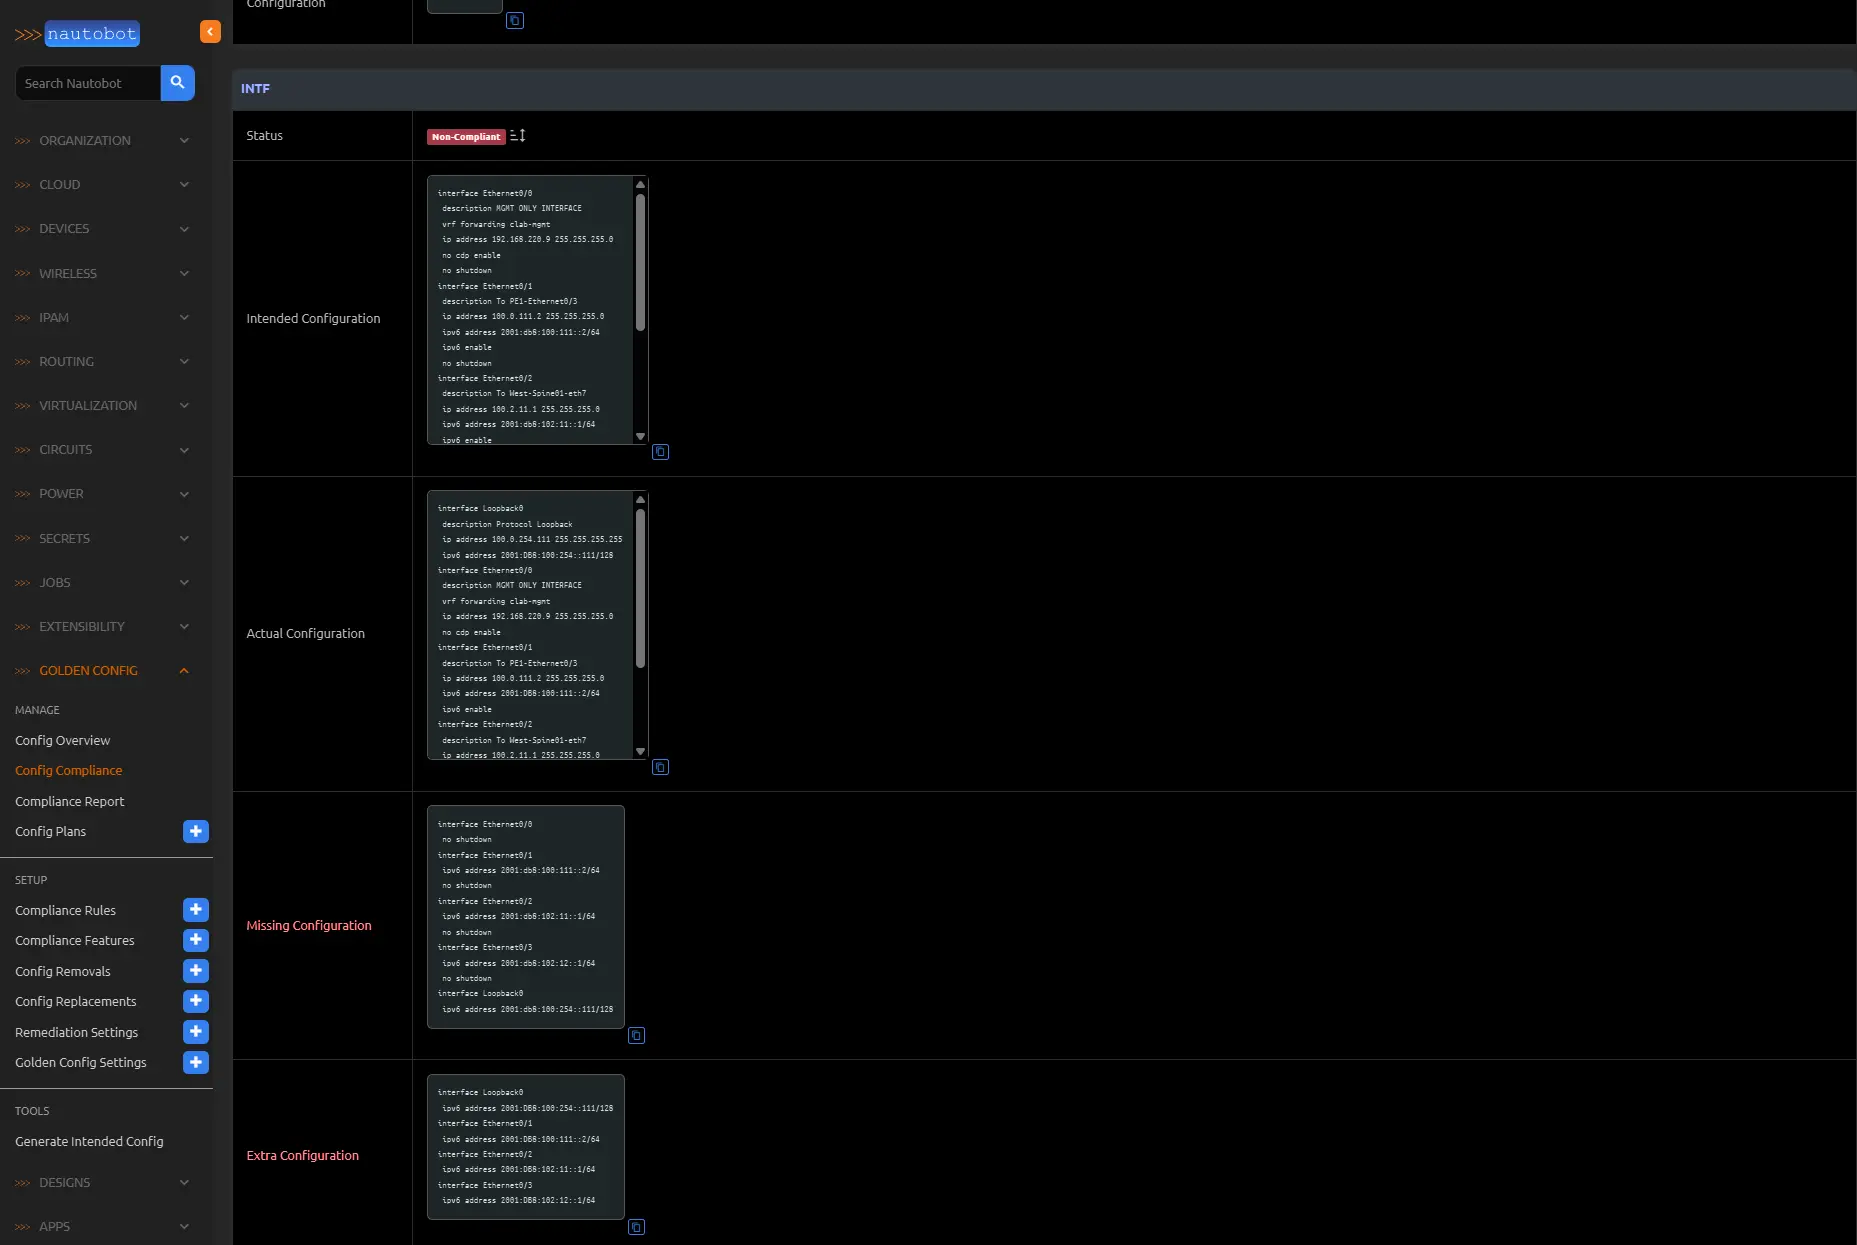 >>> nautobot
Search Nautobot
>>> ORGANIZATION
>>> CLOUD
>>> DEVICES
>>> WIRELESS
>>> IPAM
>>> ROUTING
>>> VIRTUALIZATION
>>> CIRCUITS
>>> POWER
>>> SECRETS
>>> JOBS
>>> EXTENSIBILITY
>>> GOLDEN CONFIG
MANAGE
Config Overview
Config Compliance
Compliance Report
Config Plans
SETUP
Compliance Rules
Compliance Features
Config Removals
Config Replacements
Remediation Settings
Golden Config Settings
TOOLS
Generate Intended Config
>>> DESIGNS
>>> APPS
Configuration
INTF
Status
Non-Compliant
Intended Configuration
interface Ethernet0/0
description MGMT ONLY INTERFACE
vrf forwarding clab-mgmt
ip address 192.168.220.9 255.255.255.0
no cdp enable
no shutdown
interface Ethernet0/1
description To PE1-Ethernet0/3
ip address 100.0.111.2 255.255.255.0
ipv6 address 2001:db8:100:111::2/64
ipv6 enable
no shutdown
interface Ethernet0/2
description To West-Spine01-eth7
ip address 100.2.11.1 255.255.255.0
ipv6 address 2001:db8:102:11::1/64
ipv6 enable
Actual Configuration
interface Loopback0
description Protocol Loopback
ip address 100.0.254.111 255.255.255.255
ipv6 address 2001:DB8:100:254::111/128
interface Ethernet0/0
description MGMT ONLY INTERFACE
vrf forwarding clab-mgmt
ip address 192.168.220.9 255.255.255.0
no cdp enable
interface Ethernet0/1
description To PE1-Ethernet0/3
ip address 100.0.111.2 255.255.255.0
ipv6 address 2001:DB8:100:111::2/64
ipv6 enable
interface Ethernet0/2
description To West-Spine01-eth7
ip address 100.2.11.1 255.255.255.0
Missing Configuration
interface Ethernet0/0
no shutdown
interface Ethernet0/1
ipv6 address 2001:db8:100:111::2/64
no shutdown
interface Ethernet0/2
ipv6 address 2001:db8:102:11::1/64
no shutdown
interface Ethernet0/3
ipv6 address 2001:db8:102:12::1/64
no shutdown
interface Loopback0
ipv6 address 2001:db8:100:254::111/128
Extra Configuration
interface Loopback0
ipv6 address 2001:DB8:100:254::111/128
interface Ethernet0/1
ipv6 address 2001:DB8:100:111::2/64
interface Ethernet0/2
ipv6 address 2001:DB8:102:11::1/64
interface Ethernet0/3
ipv6 address 2001:DB8:102:12::1/64